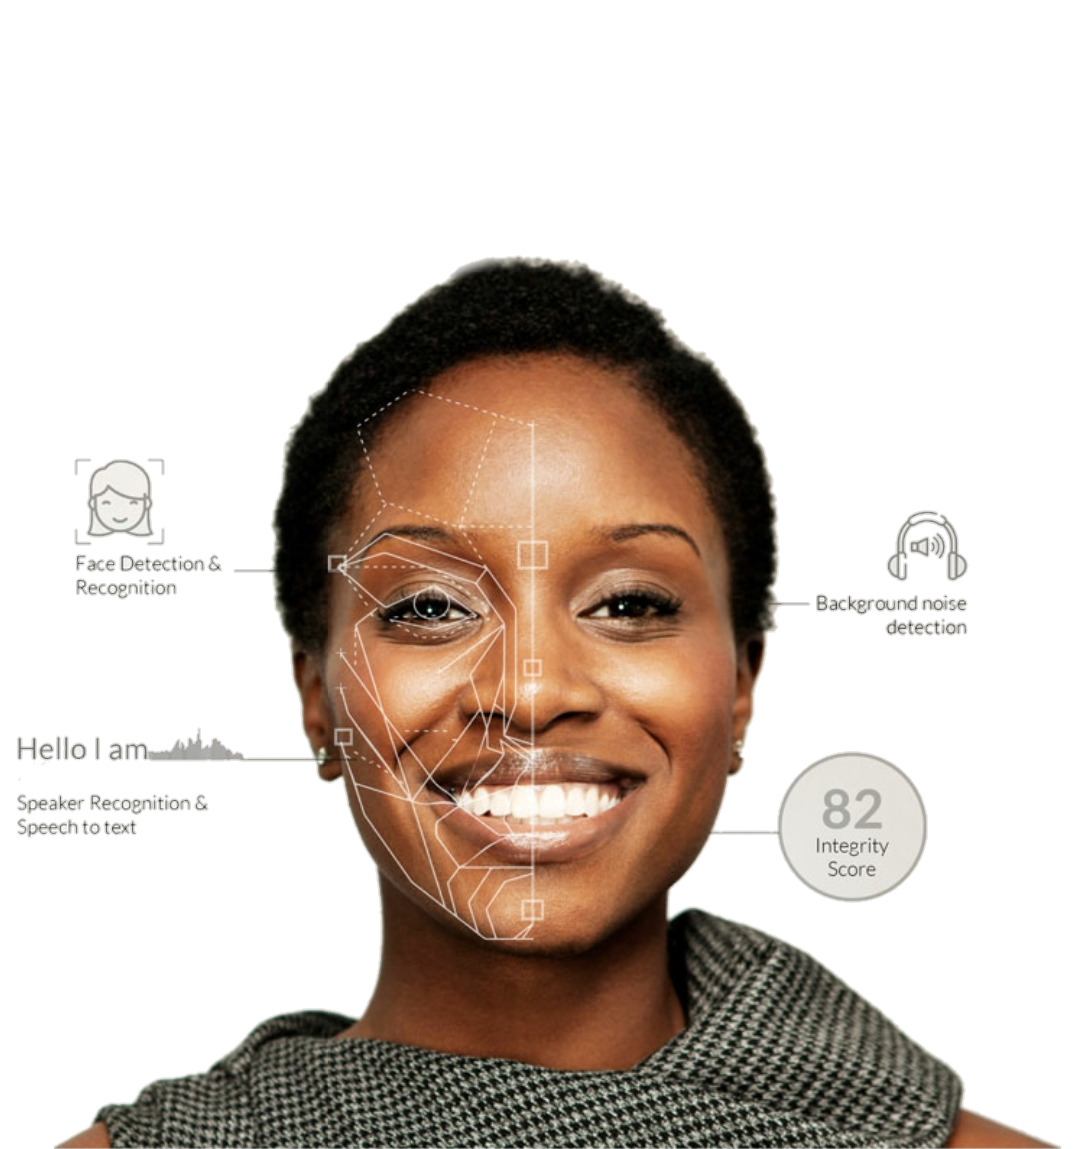 Face Detection &
Recognition
Background noise
detection
Hello I am
Speaker Recognition &
Speech to text
82
Integrity
Score